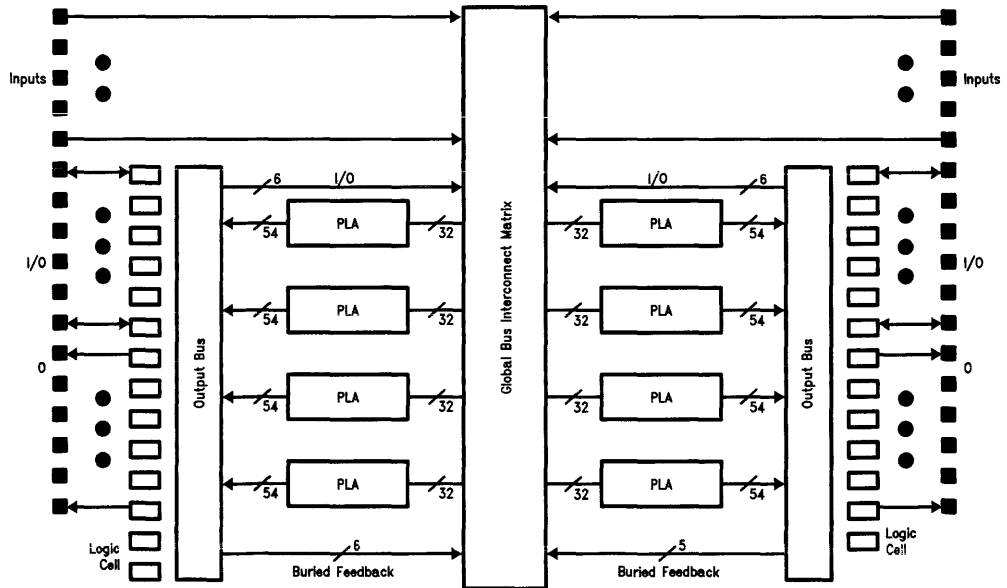 Inputs
Inputs
6
I/O
I/O
6
54
PLA
32
32
PLA
54
I/O
I/O
54
PLA
32
32
PLA
54
Output Bus
Global Bus Interconnect Matrix
Output Bus
O
O
54
PLA
32
32
PLA
54
54
PLA
32
32
PLA
54
Logic
Cell
6
Buried Feedback
5
Buried Feedback
Logic
Cell